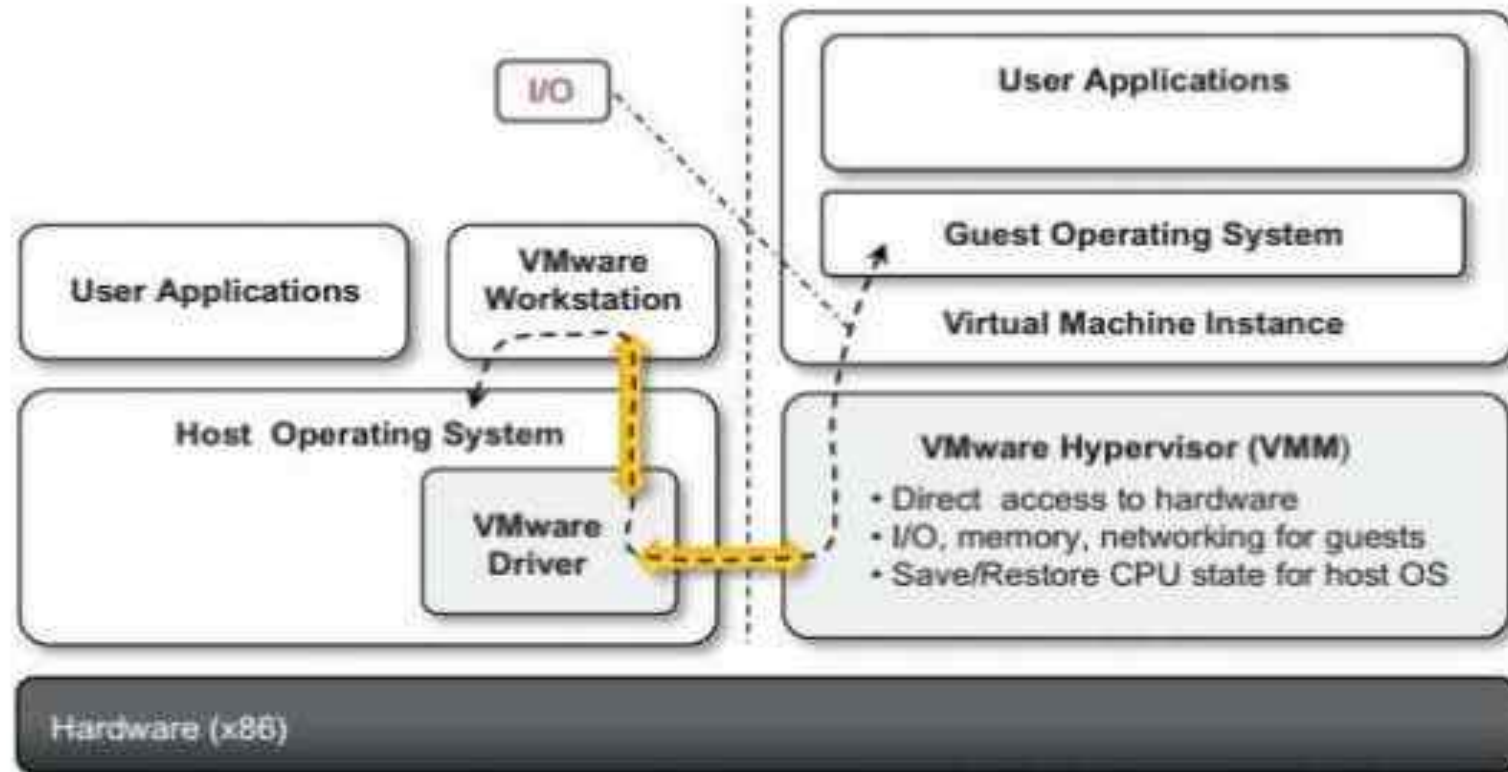 I/O
User Applications
Guest Operating System
Virtual Machine Instance
User Applications
VMware
Workstation
Host Operating System
VMware
Driver
VMware Hypervisor (VMM)
• Direct access to hardware
• I/O, memory, networking for guests
• Save/Restore CPU state for host OS
Hardware (x86)